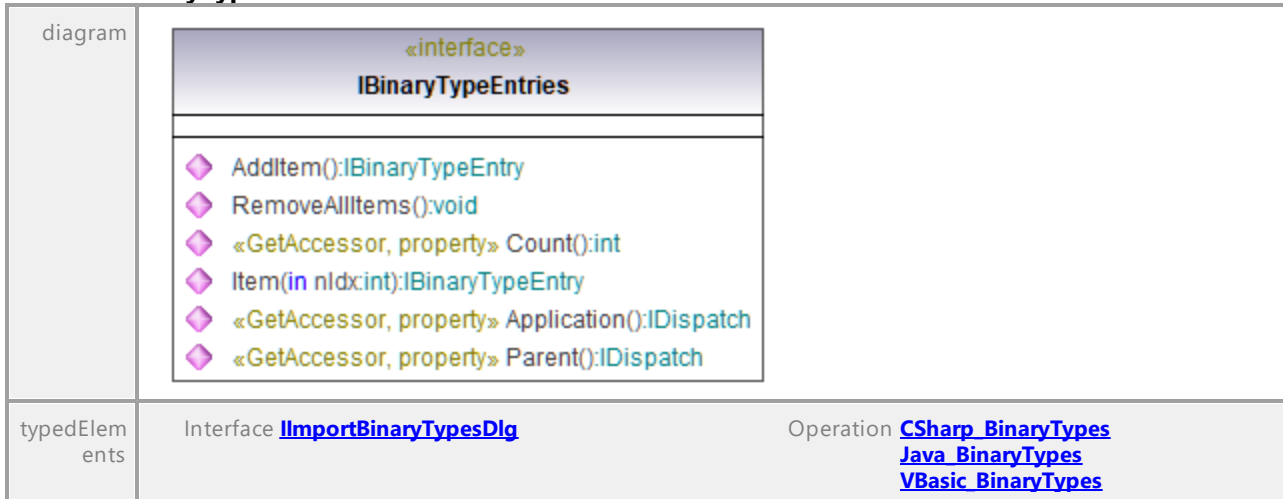 diagram
«interface»
IBinaryTypeEntries
AddItem():IBinaryTypeEntry
RemoveAllItems():void
«GetAccessor, property» Count():int
Item(in nIdx:int):IBinaryTypeEntry
«GetAccessor, property» Application():IDispatch
«GetAccessor, property» Parent():IDispatch
typedElem
ents
Interface IImportBinaryTypesDlg
Operation CSharp_BinaryTypes
Java_BinaryTypes
VBasic_BinaryTypes